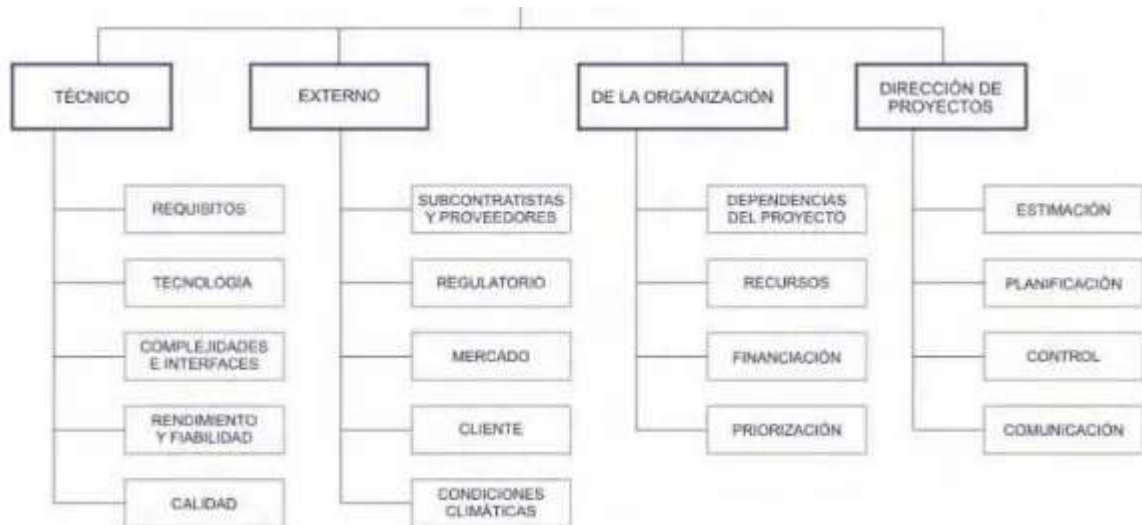 TÉCNICO
EXTERNO
DE LA ORGANIZACIÓN
DIRECCIÓN DE
PROYECTOS
REQUISITOS
TECNOLOGÍA
COMPLEJIDADES
E INTERFACES
RENDIMIENTO
Y FIABILIDAD
CALIDAD
SUBCONTRATISTAS
Y PROVEEDORES
REGULATORIO
MERCADO
CLIENTE
CONDICIONES
CLIMÁTICAS
DEPENDENCIAS
DEL PROYECTO
RECURSOS
FINANCIACIÓN
PRIORIZACIÓN
ESTIMACIÓN
PLANIFICACIÓN
CONTROL
COMUNICACIÓN